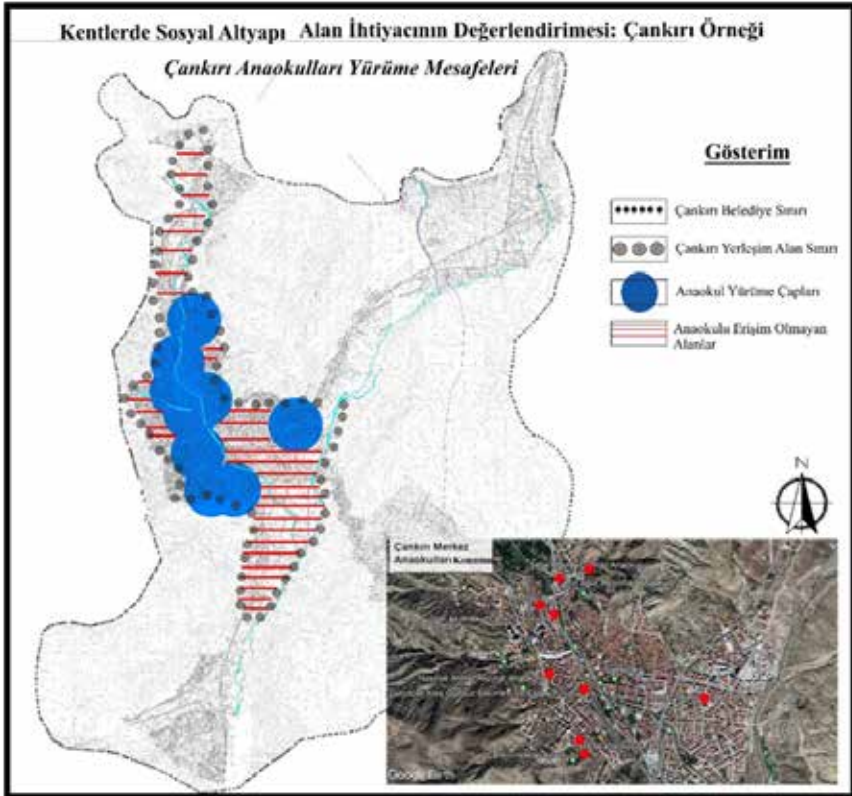 Kentlerde Sosyal Altyapı Alan İhtiyacının Değerlendirimesi: Çankırı Örneği
Çankırı Anaokulları Yürüme Mesafeleri
Gösterim
Çankırı Belediye Sınırı
Çankırı Yerleşim Alan Sınırı
Anaokul Yürüme Çapları
Anaokulu Erişim Olmayan
Alanlar
N
Çankırı Merkez
Anaokulları
Google Earth